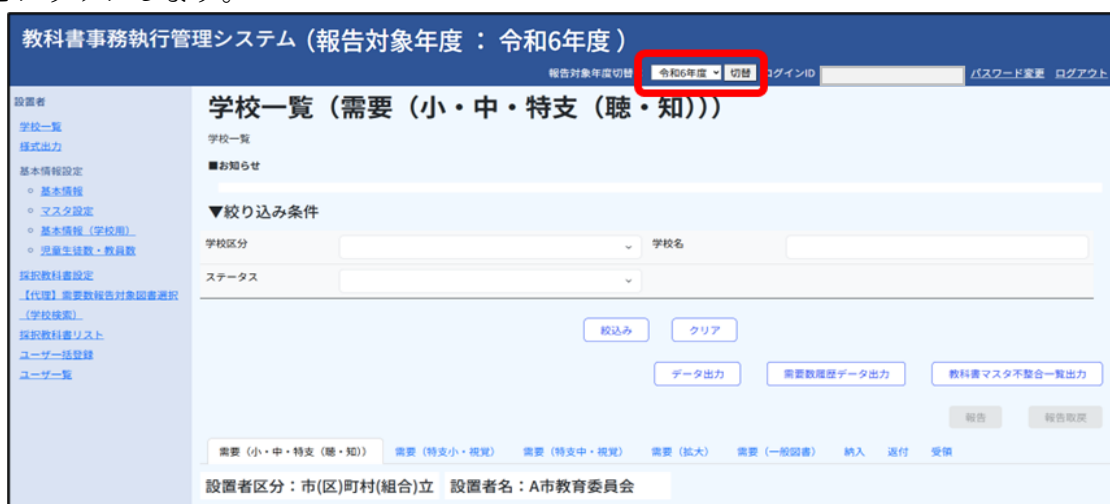 教科書事務執行管理システム (報告対象年度 ： 令和6年度 )
報告対象年度切替 令和6年度 切替 ログインID パスワード変更 ログアウト
設置者
学校一覧
様式出力
基本情報設定
基本情報
マスタ設定
基本情報（学校用）
児童生徒数・教員数
採択教科書設定
【代理】需要数報告対象図書選択
（学校検索）
採択教科書リスト
ユーザ一括登録
ユーザ一覧
学校一覧（需要（小・中・特支（聴・知）））
学校一覧
■お知らせ
▼絞り込み条件
学校区分 学校名
ステータス
絞込み クリア
データ出力 需要数履歴データ出力 教科書マスタ不整合一覧出力
報告 報告取戻
需要（小・中・特支（聴・知）） 需要（特支小・視覚） 需要（特支中・視覚） 需要（拡大） 需要（一般図書） 納入 返付 受領
設置者区分：市(区)町村(組合)立 設置者名：A市教育委員会